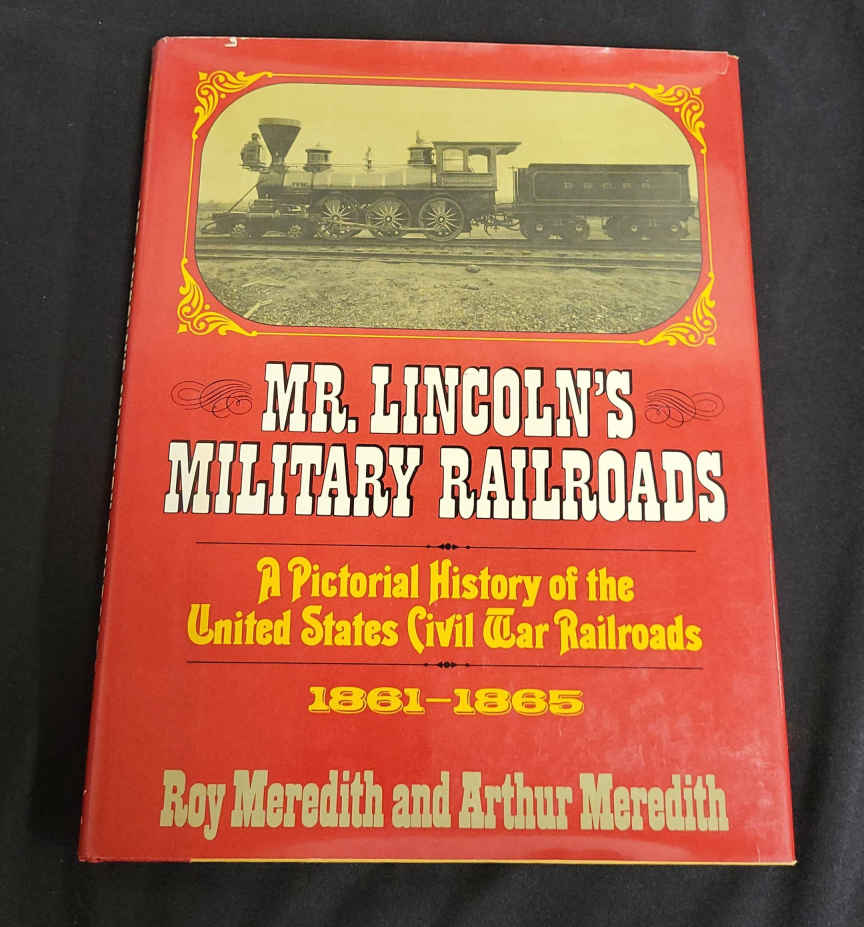 MR. LINCOLN'S
MILITARY RAILROADS
A Pictorial History of the
United States Civil War Railroads
1861–1865
Roy Meredith and Arthur Meredith